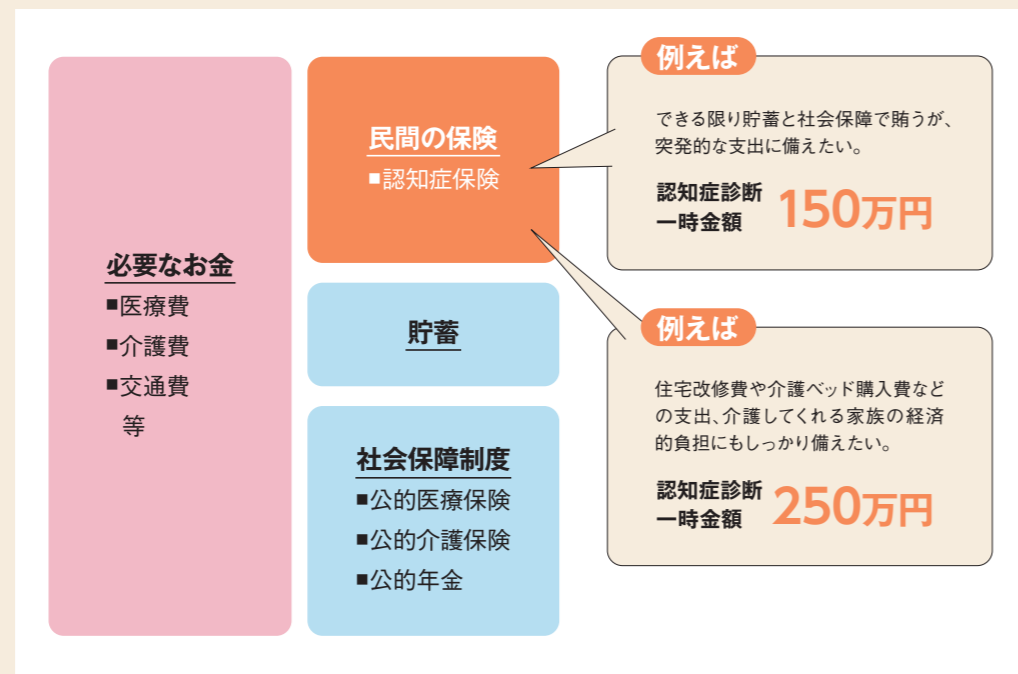 必要なお金
■医療費
■介護費
■交通費
等
民間の保険
■認知症保険
貯蓄
社会保障制度
■公的医療保険
■公的介護保険
■公的年金
例えば
できる限り貯蓄と社会保障で賄うが、
突発的な支出に備えたい。
認知症診断
一時金額
150万円
例えば
住宅改修費や介護ベッド購入費など
の支出、介護してくれる家族の経済
的負担にもしっかり備えたい。
認知症診断
一時金額
250万円